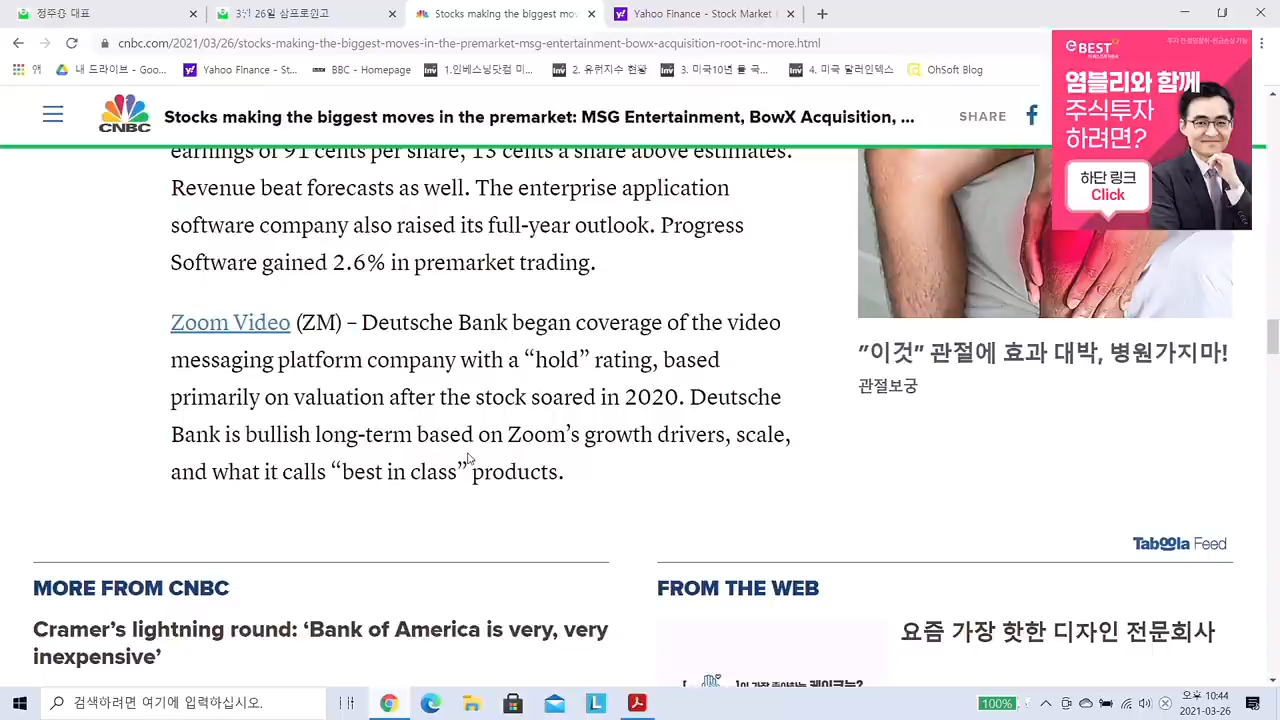 정주용 대표
3월 26일 삼프로원고
Stocks making the biggest mov
Yahoo Finance - Stock Market
cnbc.com/2021/03/26/stocks-making-the-biggest-moves-in-the-p
entertainment-bowx-acquisition-root-inc-more.html
앱
내 드라이브 - Goo...
Yahoo Finance - St...
BBC - Homepage
1.인베스팅닷컴 미...
2. 유럽지수 현황
3. 미국10년 물 국...
4. 미국 달러인덱스
OhSoft Blog
eBEST
염블리와 함께
주식투자
하려면?
하단 링크
Click
CNBC
Stocks making the biggest moves in the premarket: MSG Entertainment, BowX Acquisition, ...
SHARE
earnings of 91 cents per share, 13 cents a share above estimates.
Revenue beat forecasts as well. The enterprise application
software company also raised its full-year outlook. Progress
Software gained 2.6% in premarket trading.
Zoom Video (ZM) – Deutsche Bank began coverage of the video
messaging platform company with a “hold” rating, based
primarily on valuation after the stock soared in 2020. Deutsche
Bank is bullish long-term based on Zoom’s growth drivers, scale,
and what it calls “best in class” products.
”이것” 관절에 효과 대박, 병원가지마!
관절보궁
Taboola Feed
MORE FROM CNBC
FROM THE WEB
Cramer’s lightning round: ‘Bank of America is very, very
inexpensive’
요즘 가장 핫한 디자인 전문회사
검색하려면 여기에 입력하십시오.
100%
오후 10:44
2021-03-26